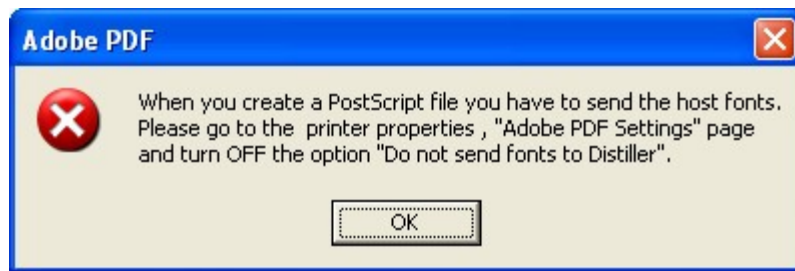 Adobe PDF
When you create a PostScript file you have to send the host fonts.
Please go to the  printer properties , "Adobe PDF Settings" page
and turn OFF the option "Do not send fonts to Distiller".
OK